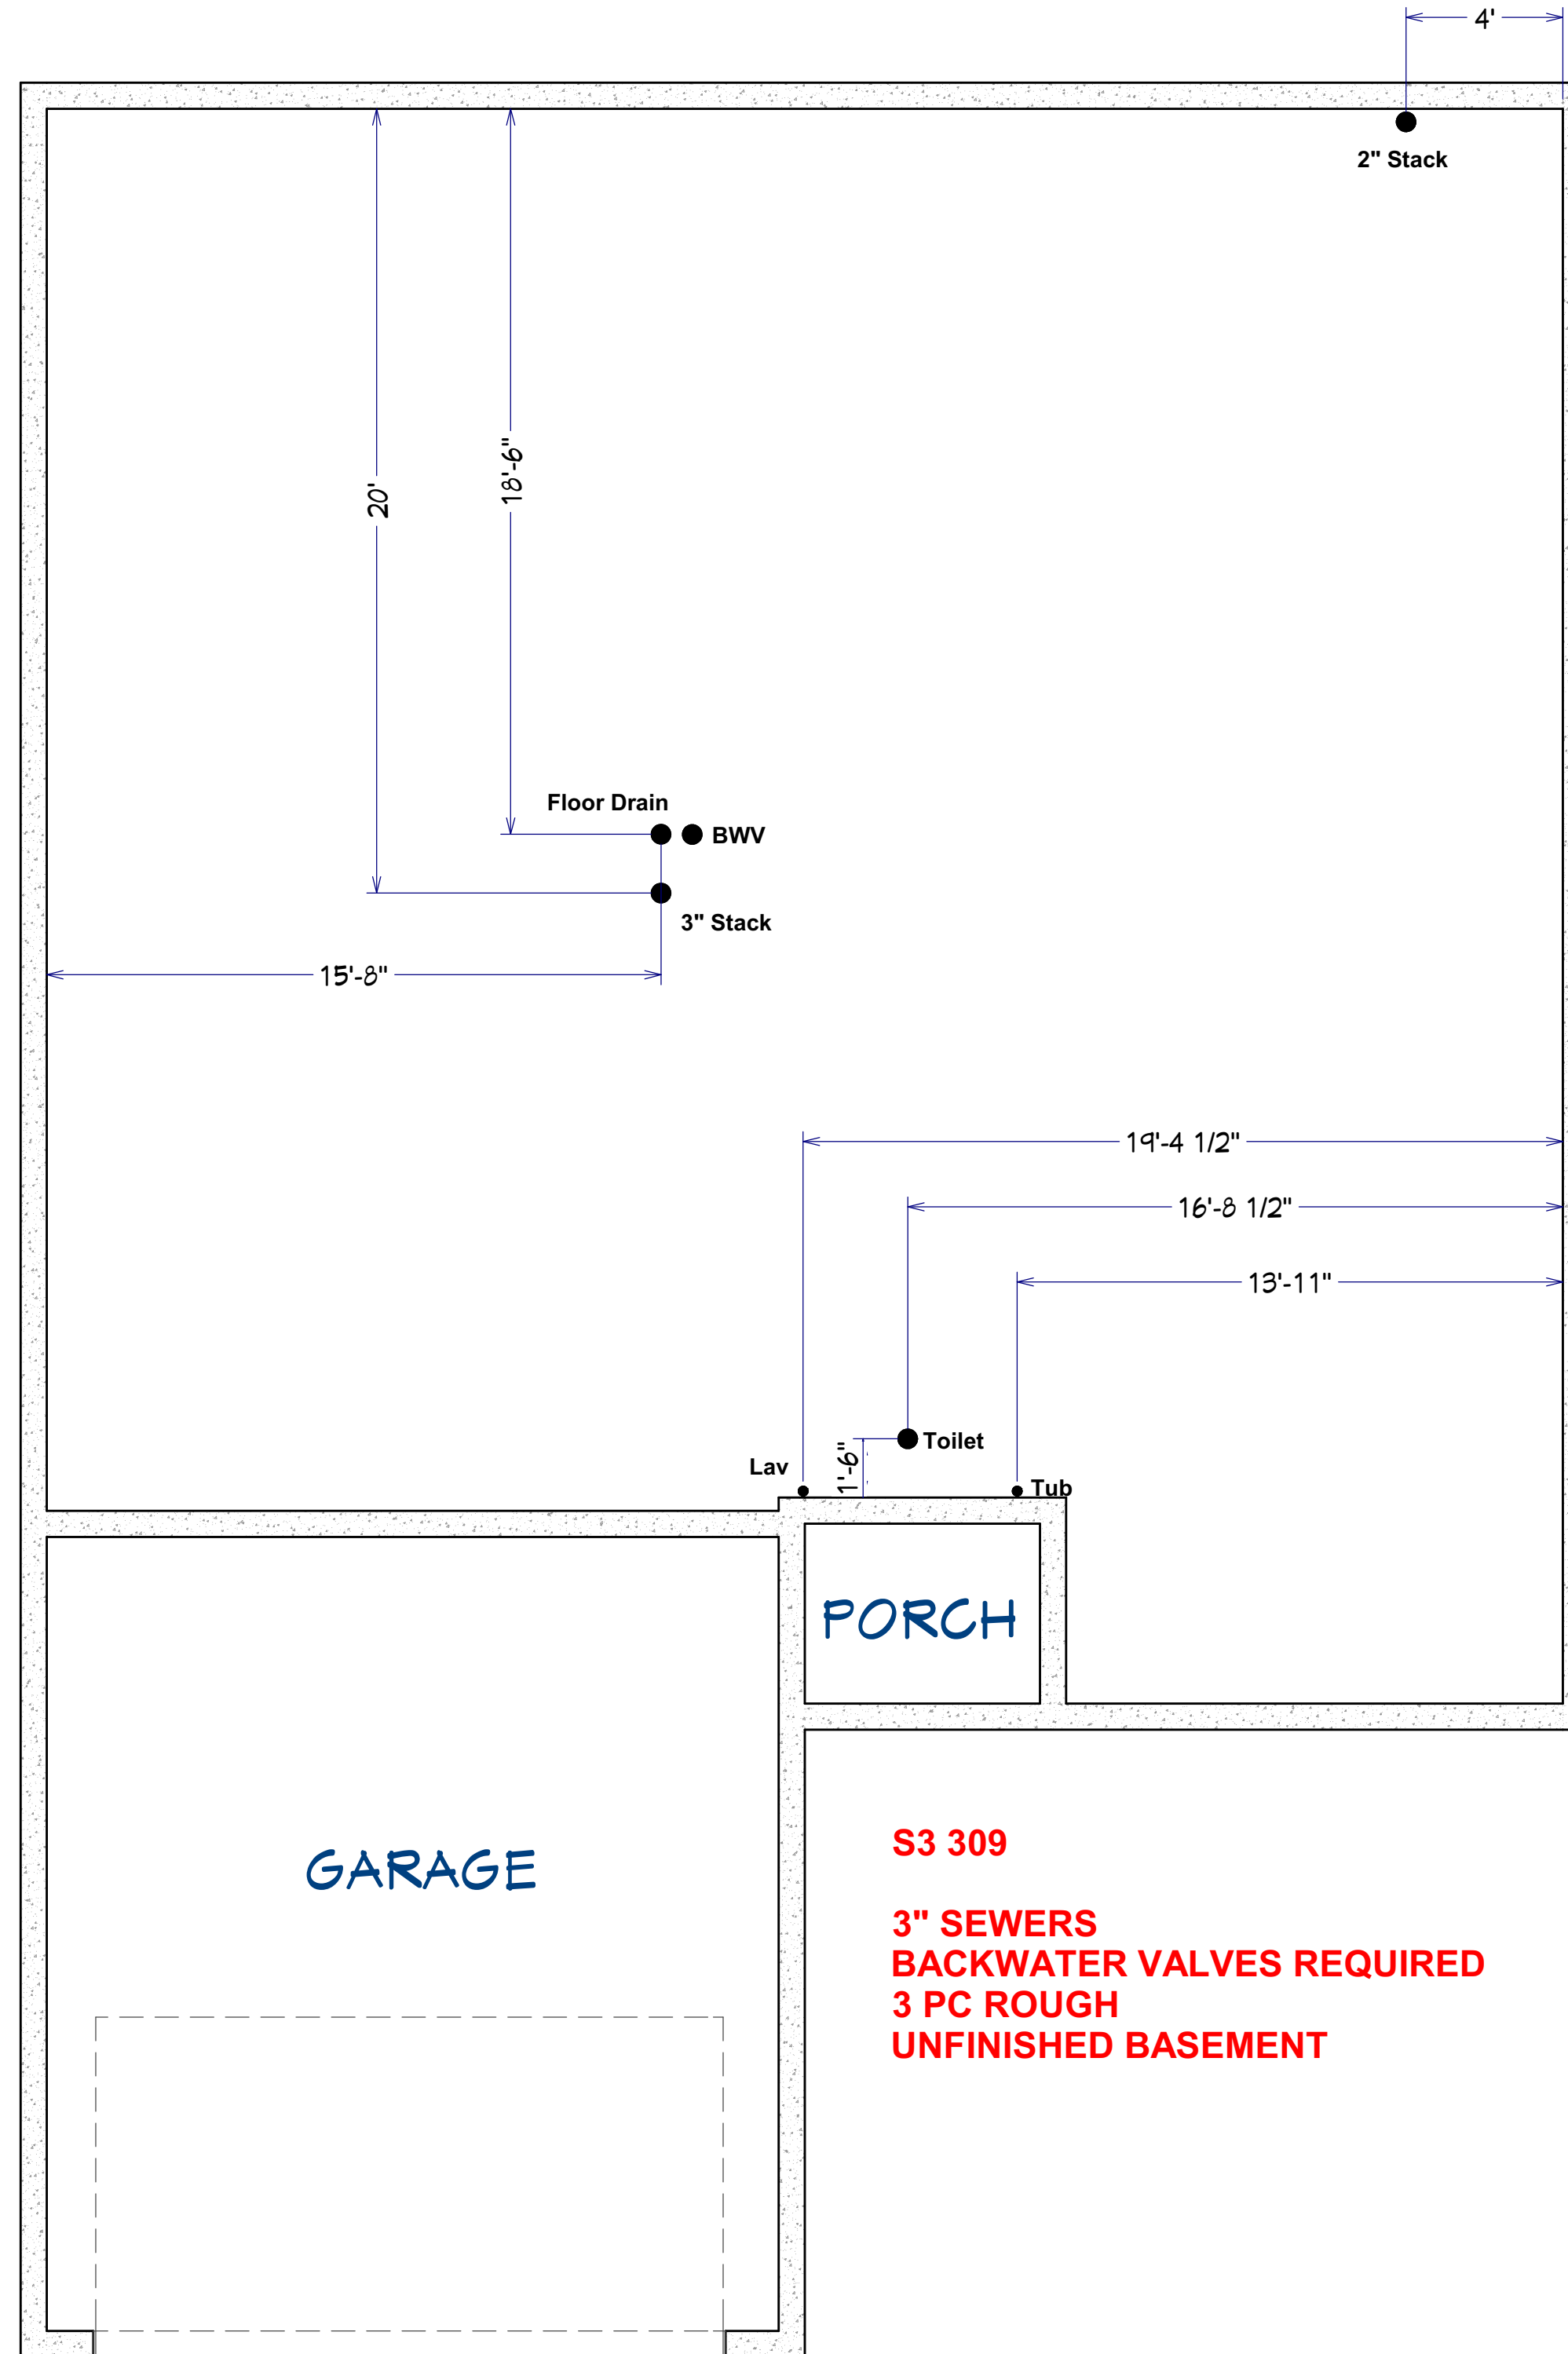 4'
2" Stack
18'-6"
20'
Floor Drain
BWV
3" Stack
15'-8"
19'-4 1/2"
16'-8 1/2"
13'-11"
Toilet
1'-6"
Lav
Tub
PORCH
S3 309
GARAGE
3" SEWERS
BACKWATER VALVES REQUIRED
3 PC ROUGH
UNFINISHED BASEMENT